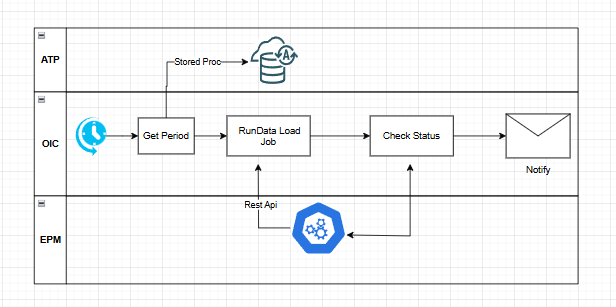 ATP
Stored Proc
A
OIC
Get Period
RunData Load
Job
Check Status
Notify
EPM
Rest Api